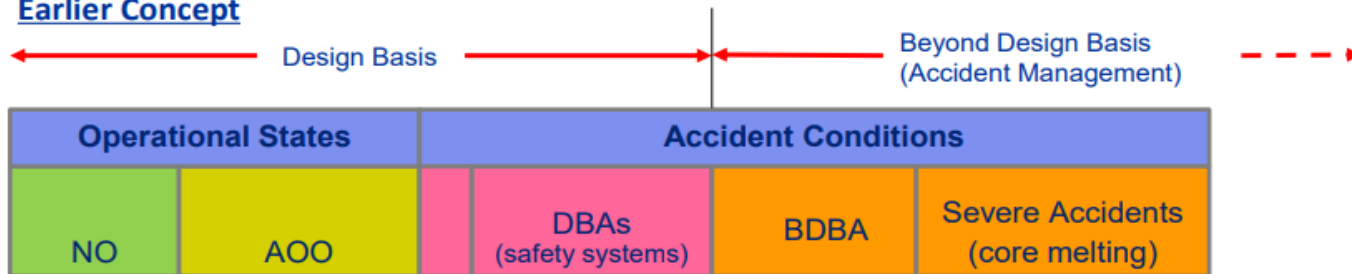 Earlier Concept
Design Basis
Beyond Design Basis
(Accident Management)
Operational States
Accident Conditions
NO
AOO
DBAs
(safety systems)
BDBA
Severe Accidents
(core melting)